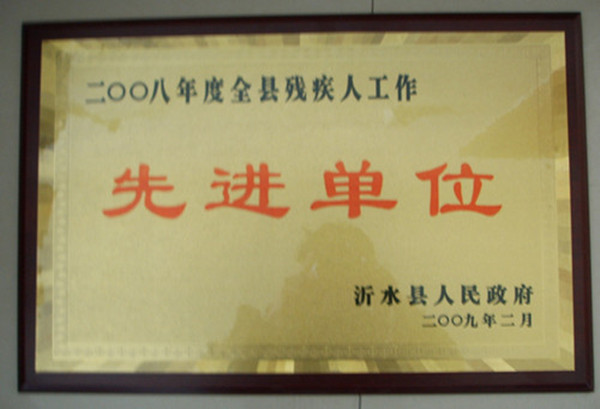 二〇〇八年度全县残疾人工作
先进单位
沂水县人民政府
二〇〇九年二月